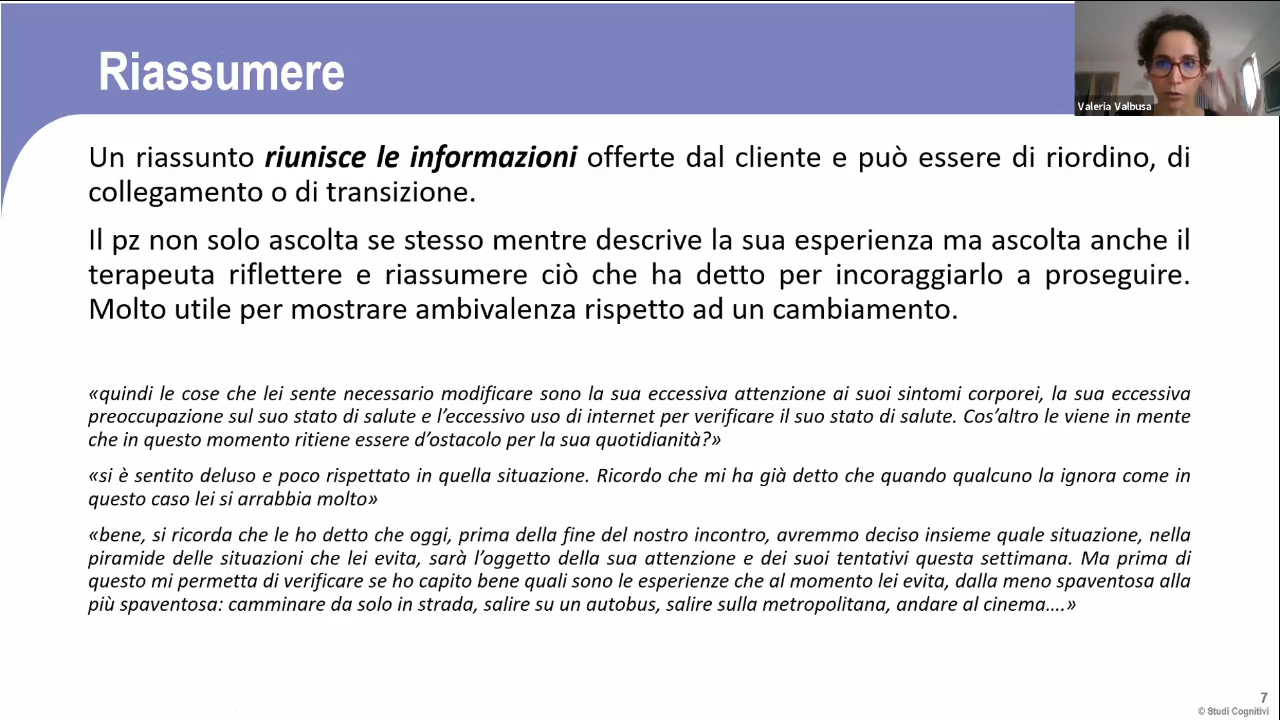 Riassumere
Valeria Valbusa
Un riassunto riunisce le informazioni offerte dal cliente e può essere di riordino, di
collegamento o di transizione.
Il pz non solo ascolta se stesso mentre descrive la sua esperienza ma ascolta anche il
terapeuta riflettere e riassumere ciò che ha detto per incoraggiarlo a proseguire.
Molto utile per mostrare ambivalenza rispetto ad un cambiamento.
«quindi le cose che lei sente necessario modificare sono la sua eccessiva attenzione ai suoi sintomi corporei, la sua eccessiva
preoccupazione sul suo stato di salute e l’eccessivo uso di internet per verificare il suo stato di salute. Cos’altro le viene in mente
che in questo momento ritiene essere d’ostacolo per la sua quotidianità?»
«si è sentito deluso e poco rispettato in quella situazione. Ricordo che mi ha già detto che quando qualcuno la ignora come in
questo caso lei si arrabbia molto»
«bene, si ricorda che le ho detto che oggi, prima della fine del nostro incontro, avremmo deciso insieme quale situazione, nella
piramide delle situazioni che lei evita, sarà l’oggetto della sua attenzione e dei suoi tentativi questa settimana. Ma prima di
questo mi permetta di verificare se ho capito bene quali sono le esperienze che al momento lei evita, dalla meno spaventosa alla
più spaventosa: camminare da solo in strada, salire su un autobus, salire sulla metropolitana, andare al cinema….»
7
© Studi Cognitivi